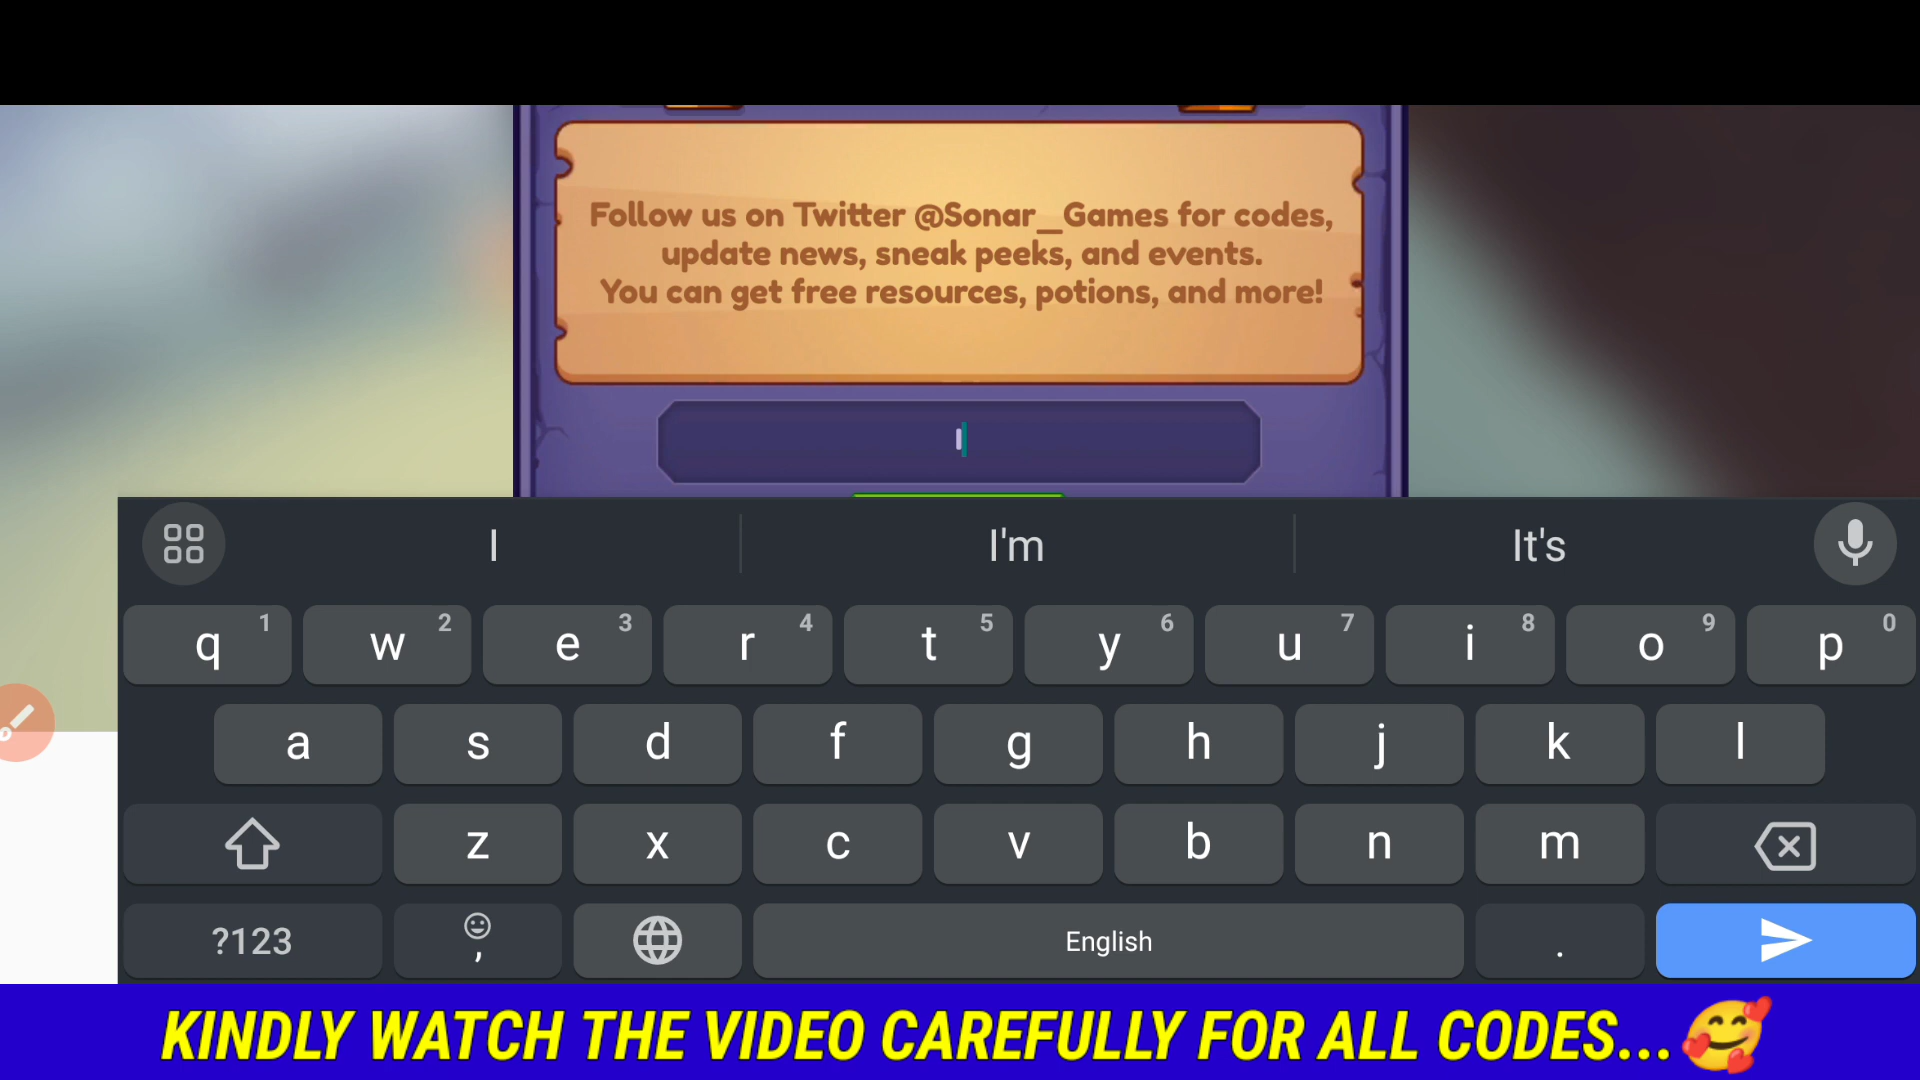 Follow us on Twitter @Sonar_Games for codes,
update news, sneak peeks, and events.
You can get free resources, potions, and more!
I
I I'm It's
q 1 w 2 e 3 r 4 t 5 y 6 u 7 i 8 o 9 p 0
a s d f g h j k l
z x c v b n m
?123 , English .
KINDLY WATCH THE VIDEO CAREFULLY FOR ALL CODES...🥰